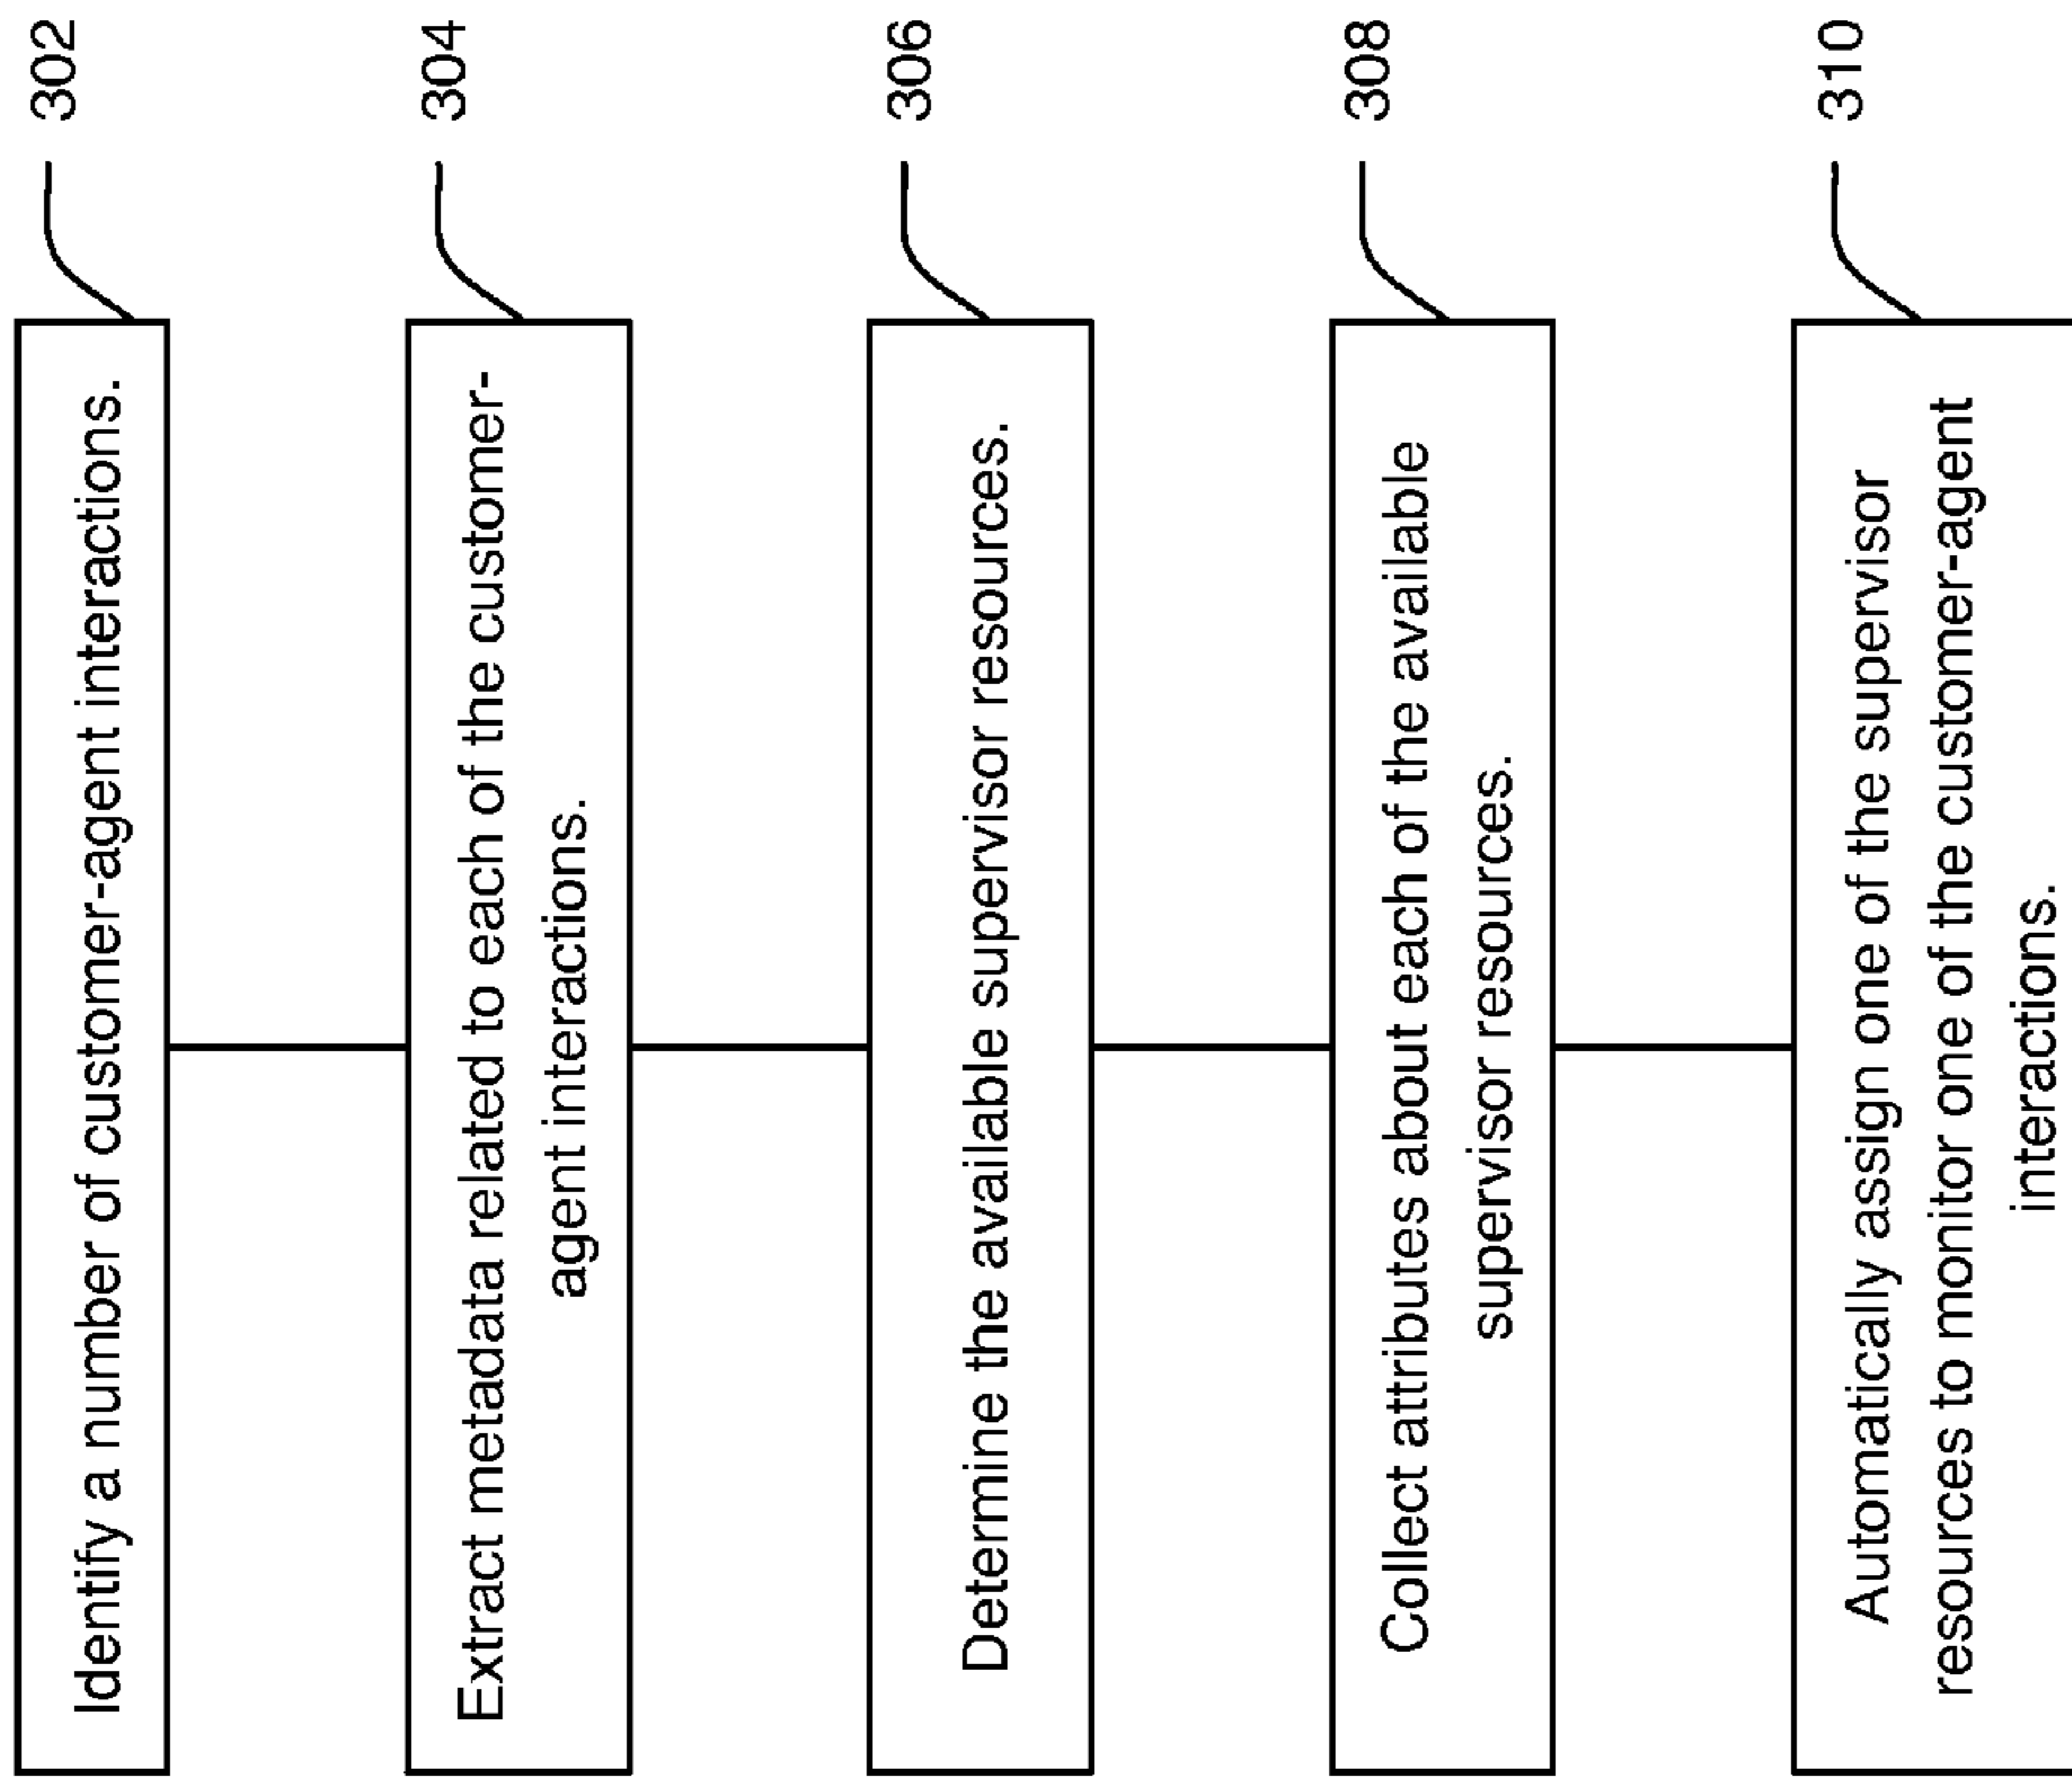 Identify a number of customer-agent interactions.
302
Extract metadata related to each of the customer-
agent interactions.
304
Determine the available supervisor resources.
306
Collect attributes about each of the available
supervisor resources.
308
Automatically assign one of the supervisor
resources to monitor one of the customer-agent
interactions.
310